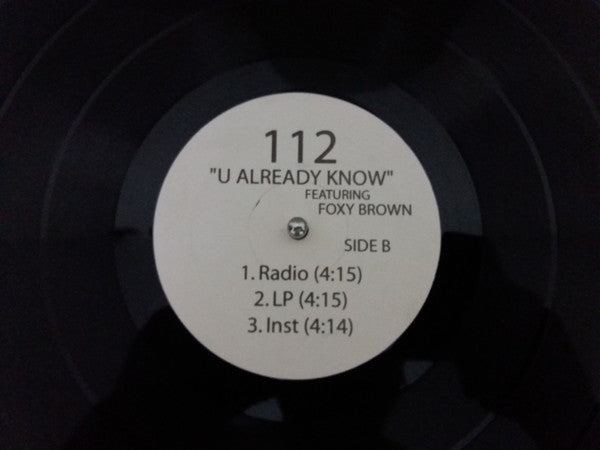 112
"U ALREADY KNOW"
FEATURING
FOXY BROWN
SIDE B
1. Radio (4:15)
2. LP (4:15)
3. Inst (4:14)